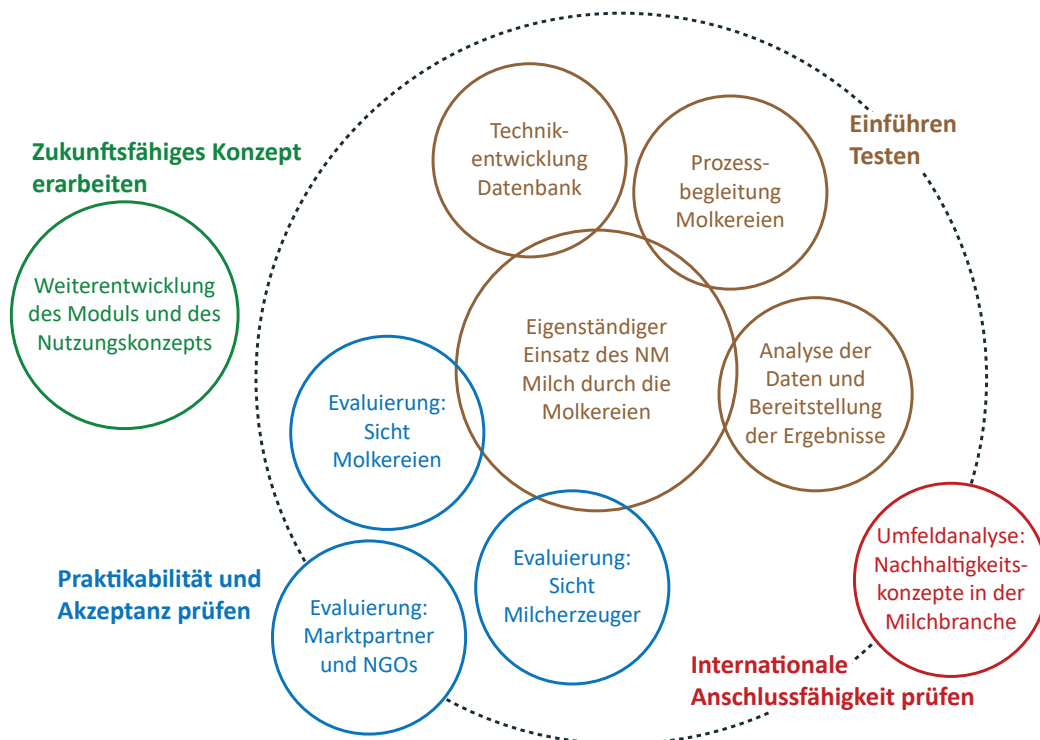 Zukunftsfähiges Konzept
erarbeiten
Weiterentwicklung
des Moduls und des
Nutzungskonzepts
Technik-
entwicklung
Datenbank
Prozess-
begleitung
Molkereien
Einführen
Testen
Eigenständiger
Einsatz des NM
Milch durch die
Molkereien
Analyse der
Daten und
Bereitstellung
der Ergebnisse
Evaluierung:
Sicht
Molkereien
Praktikabilität und
Akzeptanz prüfen
Evaluierung:
Marktpartner
und NGOs
Evaluierung:
Sicht
Milcherzeuger
Umfeldanalyse:
Nachhaltigkeits-
konzepte in der
Milchbranche
Internationale
Anschlussfähigkeit prüfen